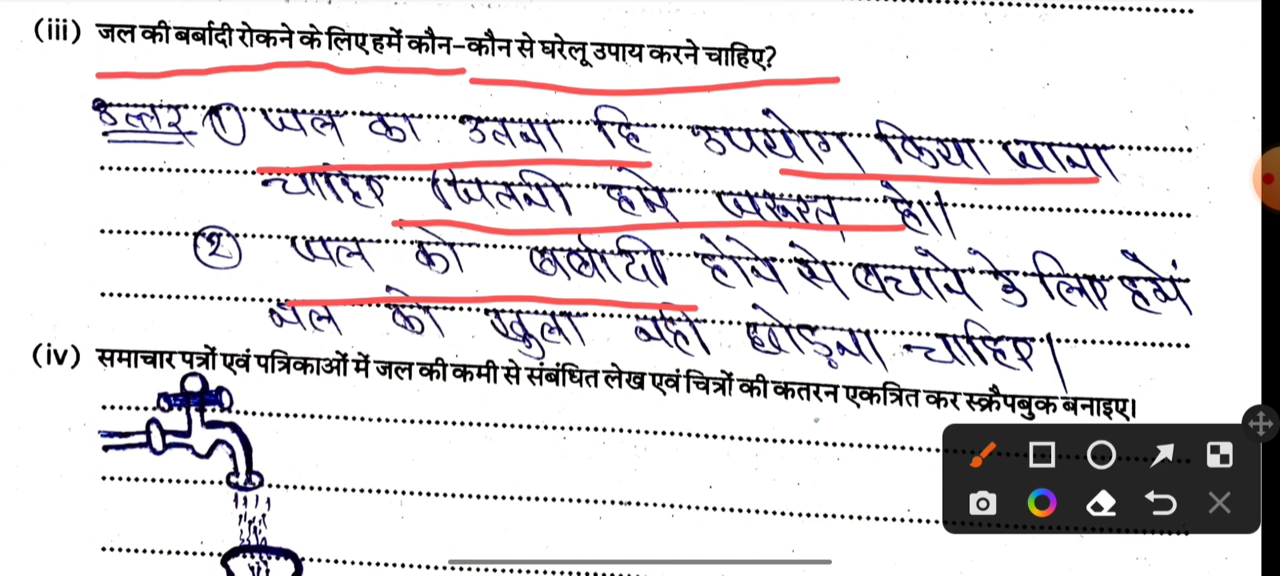 (iii) जल की बर्बादी रोकने के लिए हमें कौन-कौन से घरेलू उपाय करने चाहिए?
उत्तर (1) जल का उतना हि उपयोग किया जाना
चाहिए जितनी हमे जरूरत है।
(2) जल को बर्बादी होने से बचाने के लिए हमें
नल को खुला नही छोड़ना चाहिए।
(iv) समाचार पत्रों एवं पत्रिकाओं में जल की कमी से संबंधित लेख एवं चित्रों की कतरन एकत्रित कर स्क्रैपबुक बनाइए।